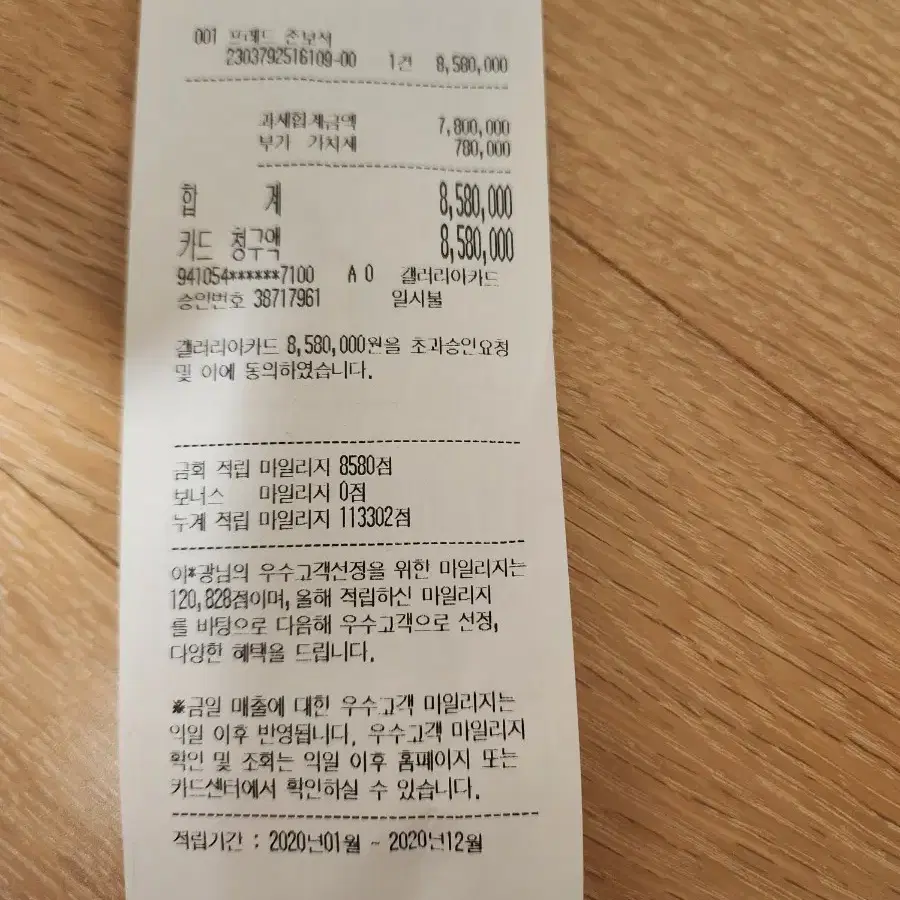 001 프레드 준보석
2303792516109-00 1건 8,580,000
과세합계금액 7,800,000
부가 가치세 780,000
합 계 8,580,000
카드 청구액 8,580,000
941054******7100 A 0 갤러리아카드
승인번호 38717961 일시불
갤러리아카드 8,580,000원을 초과승인요청
및 이에 동의하였습니다.
금회 적립 마일리지 8580점
보너스 마일리지 0점
누계 적립 마일리지 113302점
이*광님의 우수고객선정을 위한 마일리지는
120,828점이며,올해 적립하신 마일리지
를 바탕으로 다음해 우수고객으로 선정,
다양한 혜택을 드립니다.
※금일 매출에 대한 우수고객 마일리지는
익일 이후 반영됩니다. 우수고객 마일리지
확인 및 조회는 익일 이후 홈페이지 또는
카드센터에서 확인하실 수 있습니다.
적립기간 : 2020년01월 ~ 2020년12월